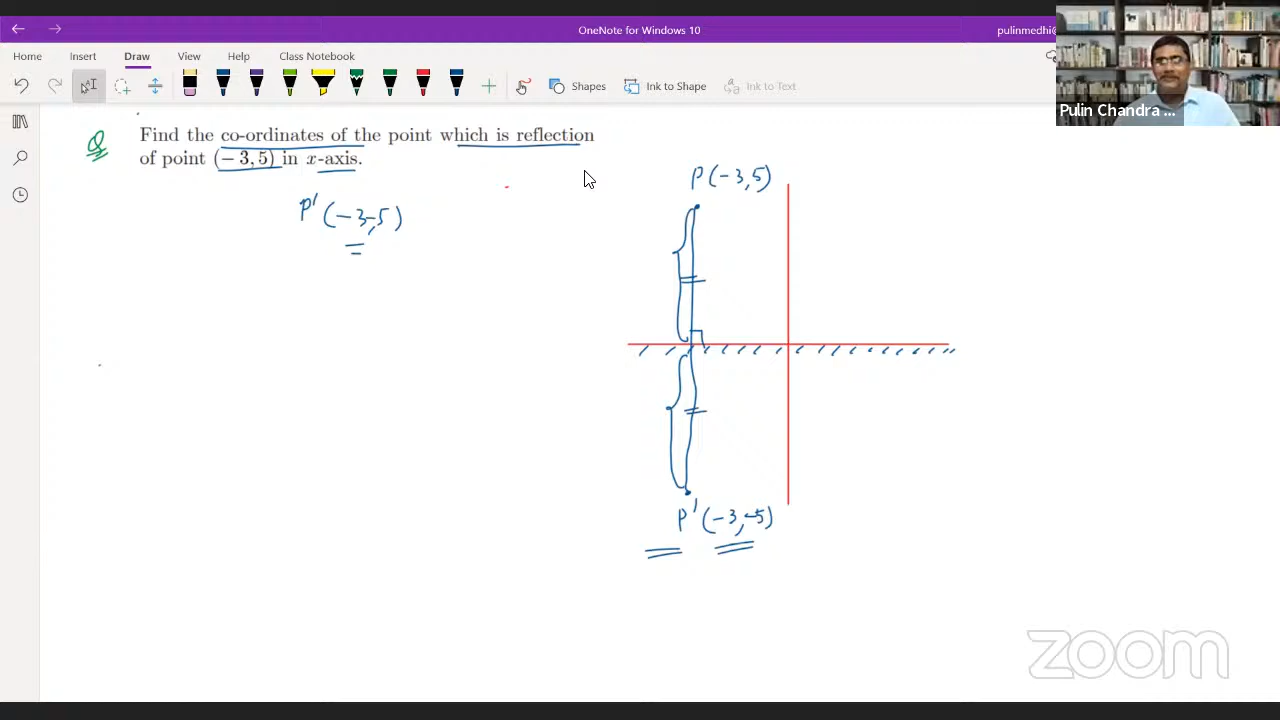 OneNote for Windows 10
pulinmedhi@
Home Insert Draw View Help Class Notebook
Shapes Ink to Shape Ink to Text
Pulin Chandra ...
Q Find the co-ordinates of the point which is reflection
of point (− 3, 5) in x-axis.
P'(-3,-5)
P(-3,5)
P'(-3,-5)
zoom